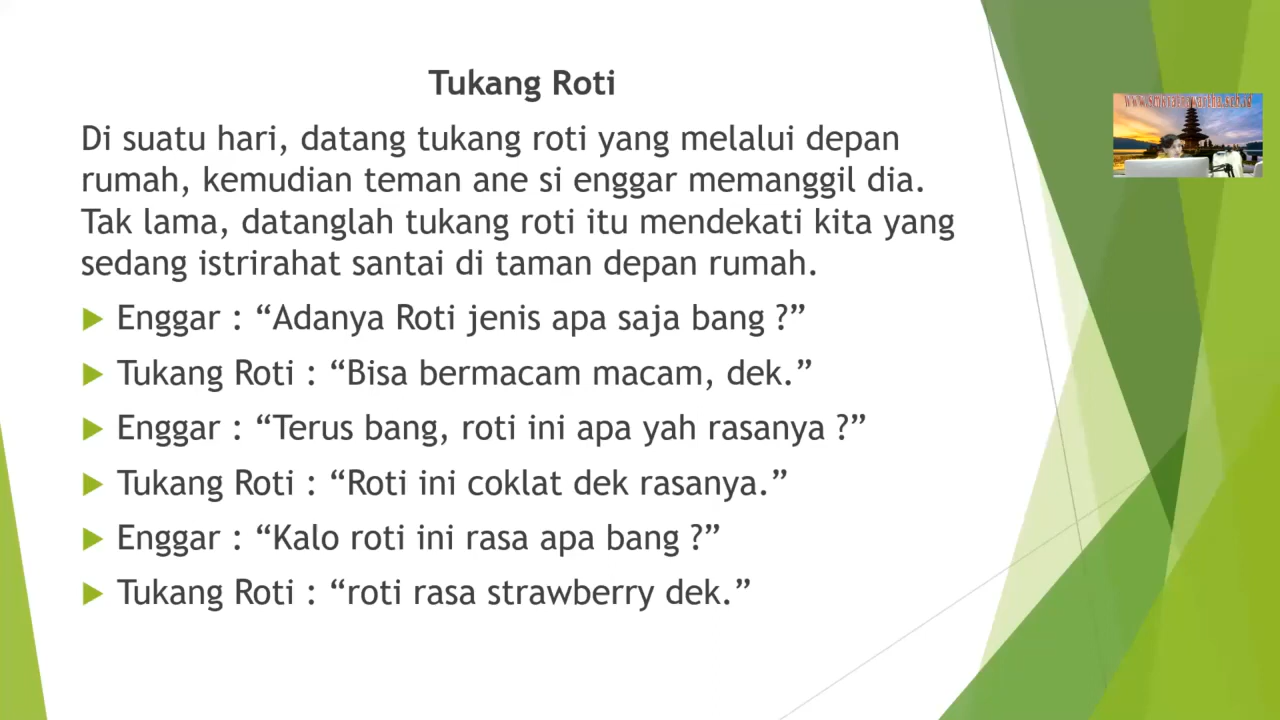 Tukang Roti
Di suatu hari, datang tukang roti yang melalui depan
rumah, kemudian teman ane si enggar memanggil dia.
Tak lama, datanglah tukang roti itu mendekati kita yang
sedang istrirahat santai di taman depan rumah.
Enggar : “Adanya Roti jenis apa saja bang ?”
Tukang Roti : “Bisa bermacam macam, dek.”
Enggar : “Terus bang, roti ini apa yah rasanya ?”
Tukang Roti : “Roti ini coklat dek rasanya.”
Enggar : “Kalo roti ini rasa apa bang ?”
Tukang Roti : “roti rasa strawberry dek.”